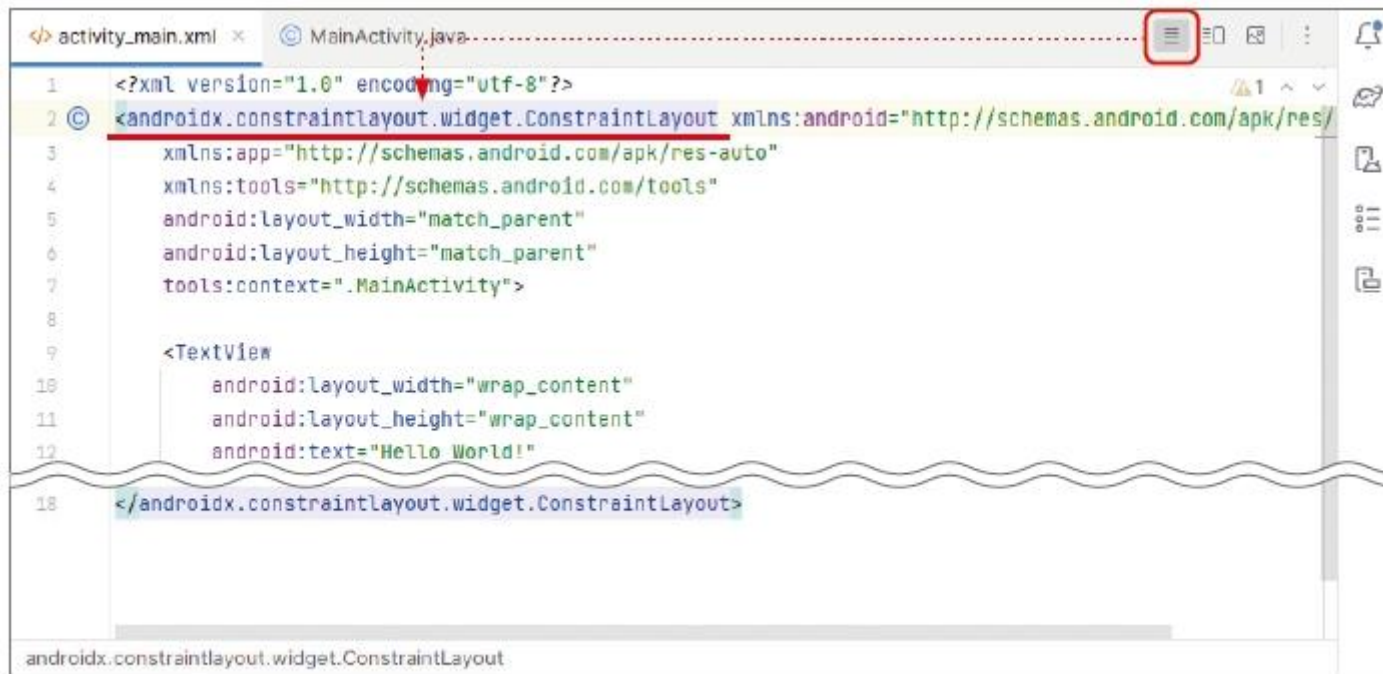 activity_main.xml
MainActivity.java
1 <?xml version="1.0" encoding="utf-8"?>
1
2 <androidx.constraintlayout.widget.ConstraintLayout xmlns:android="http://schemas.android.com/apk/res/
3 xmlns:app="http://schemas.android.com/apk/res-auto"
4 xmlns:tools="http://schemas.android.com/tools"
5 android:layout_width="match_parent"
6 android:layout_height="match_parent"
7 tools:context=".MainActivity">
8
9 <TextView
10 android:layout_width="wrap_content"
11 android:layout_height="wrap_content"
12 android:text="Hello World!"
18 </androidx.constraintlayout.widget.ConstraintLayout>
androidx.constraintlayout.widget.ConstraintLayout